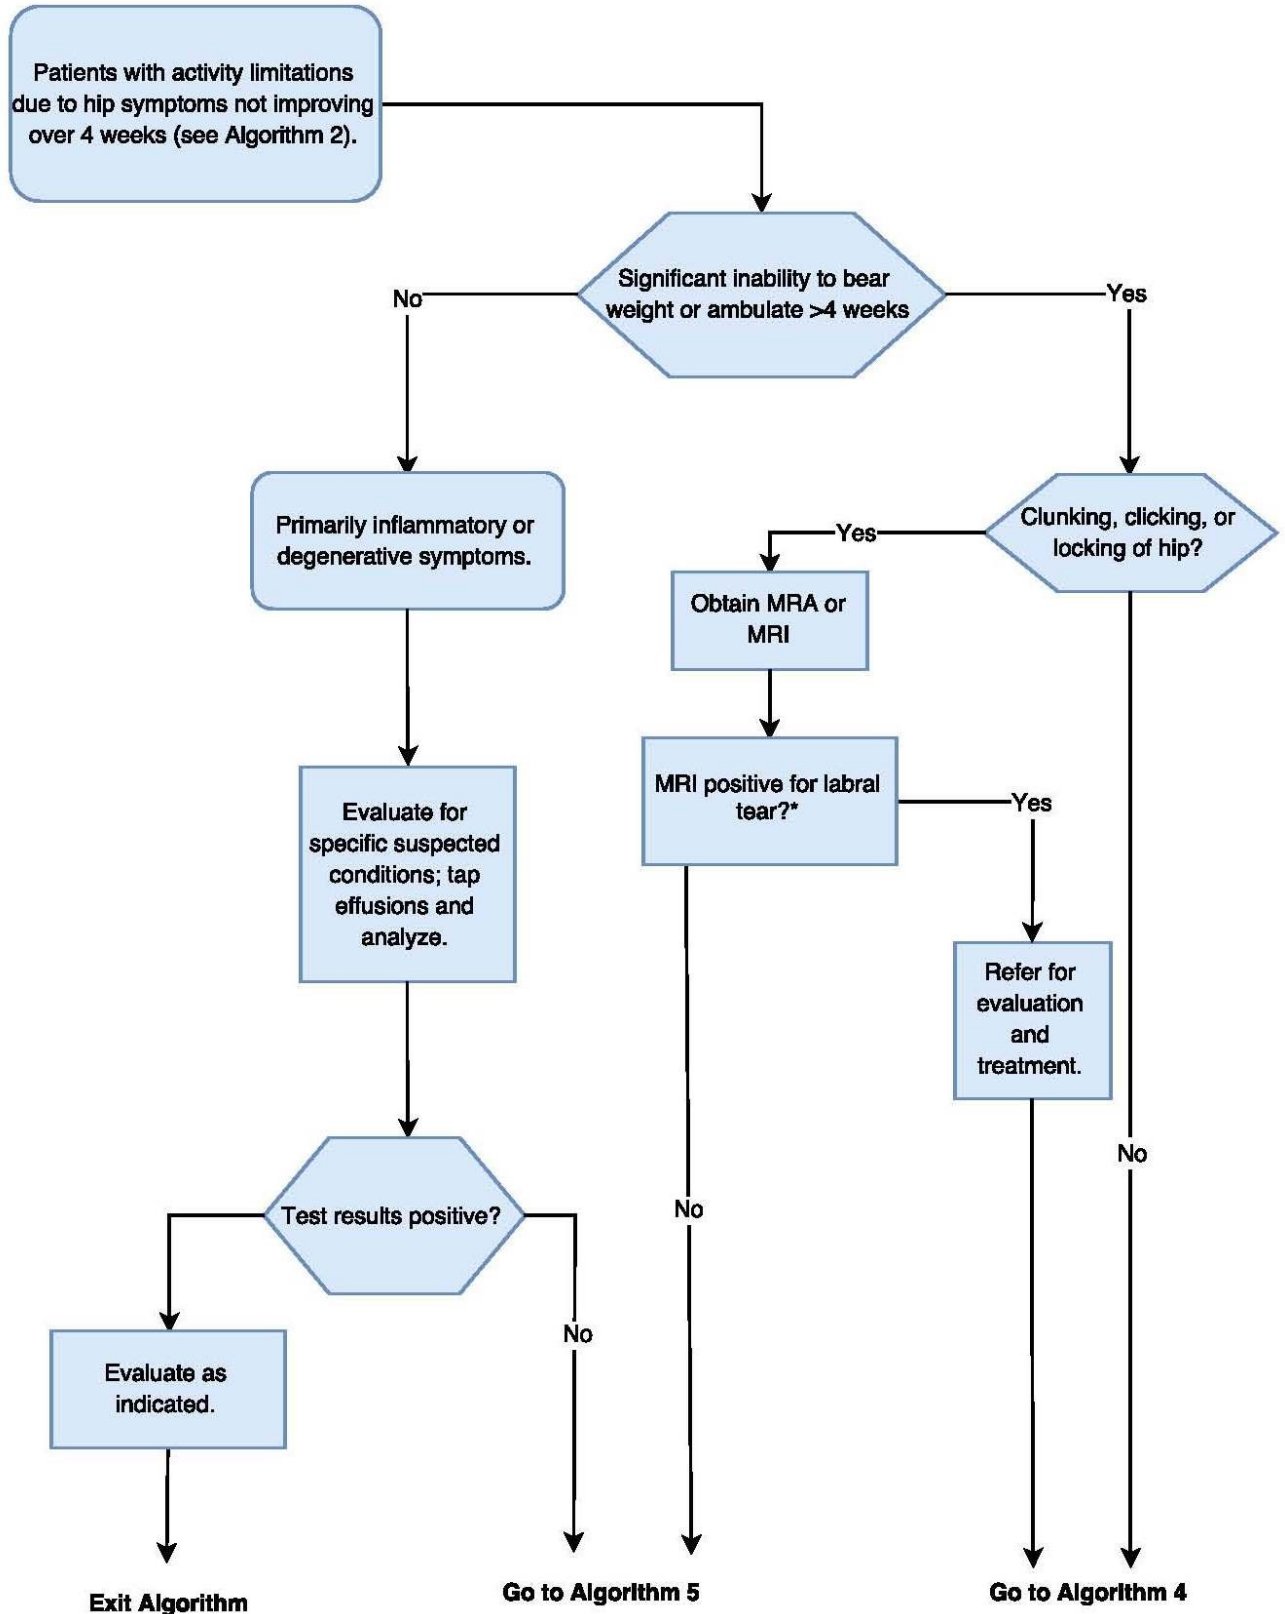 Patients with activity limitations
due to hip symptoms not improving
over 4 weeks (see Algorithm 2).
Significant inability to bear
weight or ambulate >4 weeks
No
Yes
Primarily inflammatory or
degenerative symptoms.
Clunking, clicking, or
locking of hip?
Yes
Obtain MRA or
MRI
MRI positive for labral
tear?*
Yes
Evaluate for
specific suspected
conditions; tap
effusions and
analyze.
Refer for
evaluation
and
treatment.
No
No
Test results positive?
No
Evaluate as
indicated.
Exit Algorithm
Go to Algorithm 5
Go to Algorithm 4